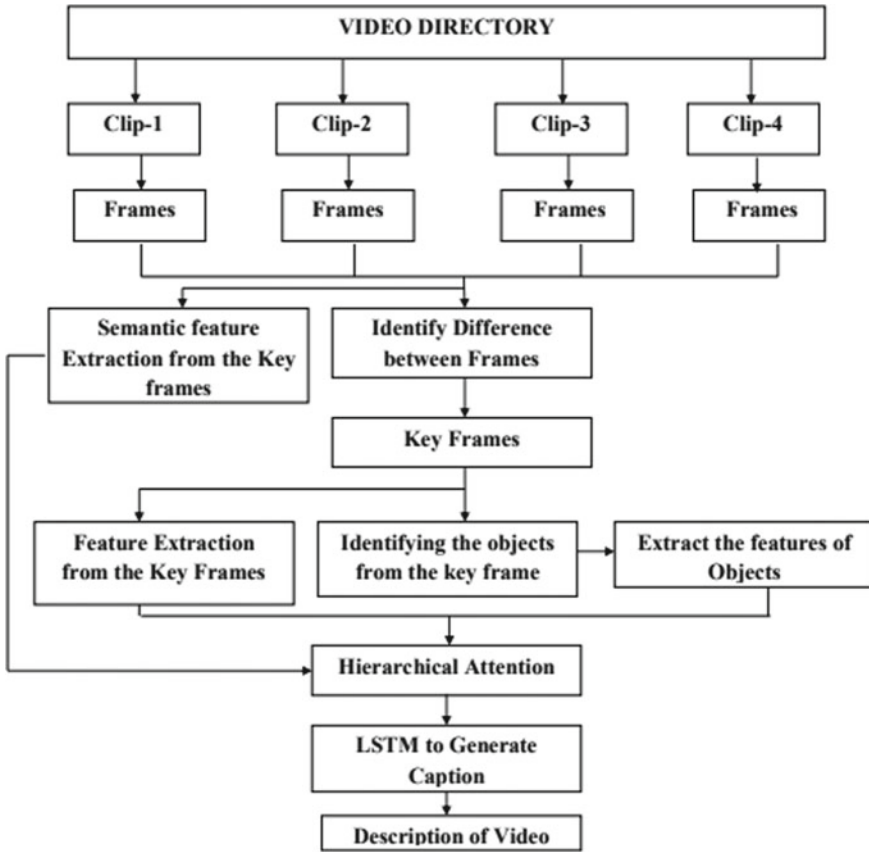 VIDEO DIRECTORY
Clip-1
Clip-2
Clip-3
Clip-4
Frames
Frames
Frames
Frames
Semantic feature
Extraction from the Key
frames
Identify Difference
between Frames
Key Frames
Feature Extraction
from the Key Frames
Identifying the objects
from the key frame
Extract the features of
Objects
Hierarchical Attention
LSTM to Generate
Caption
Description of Video